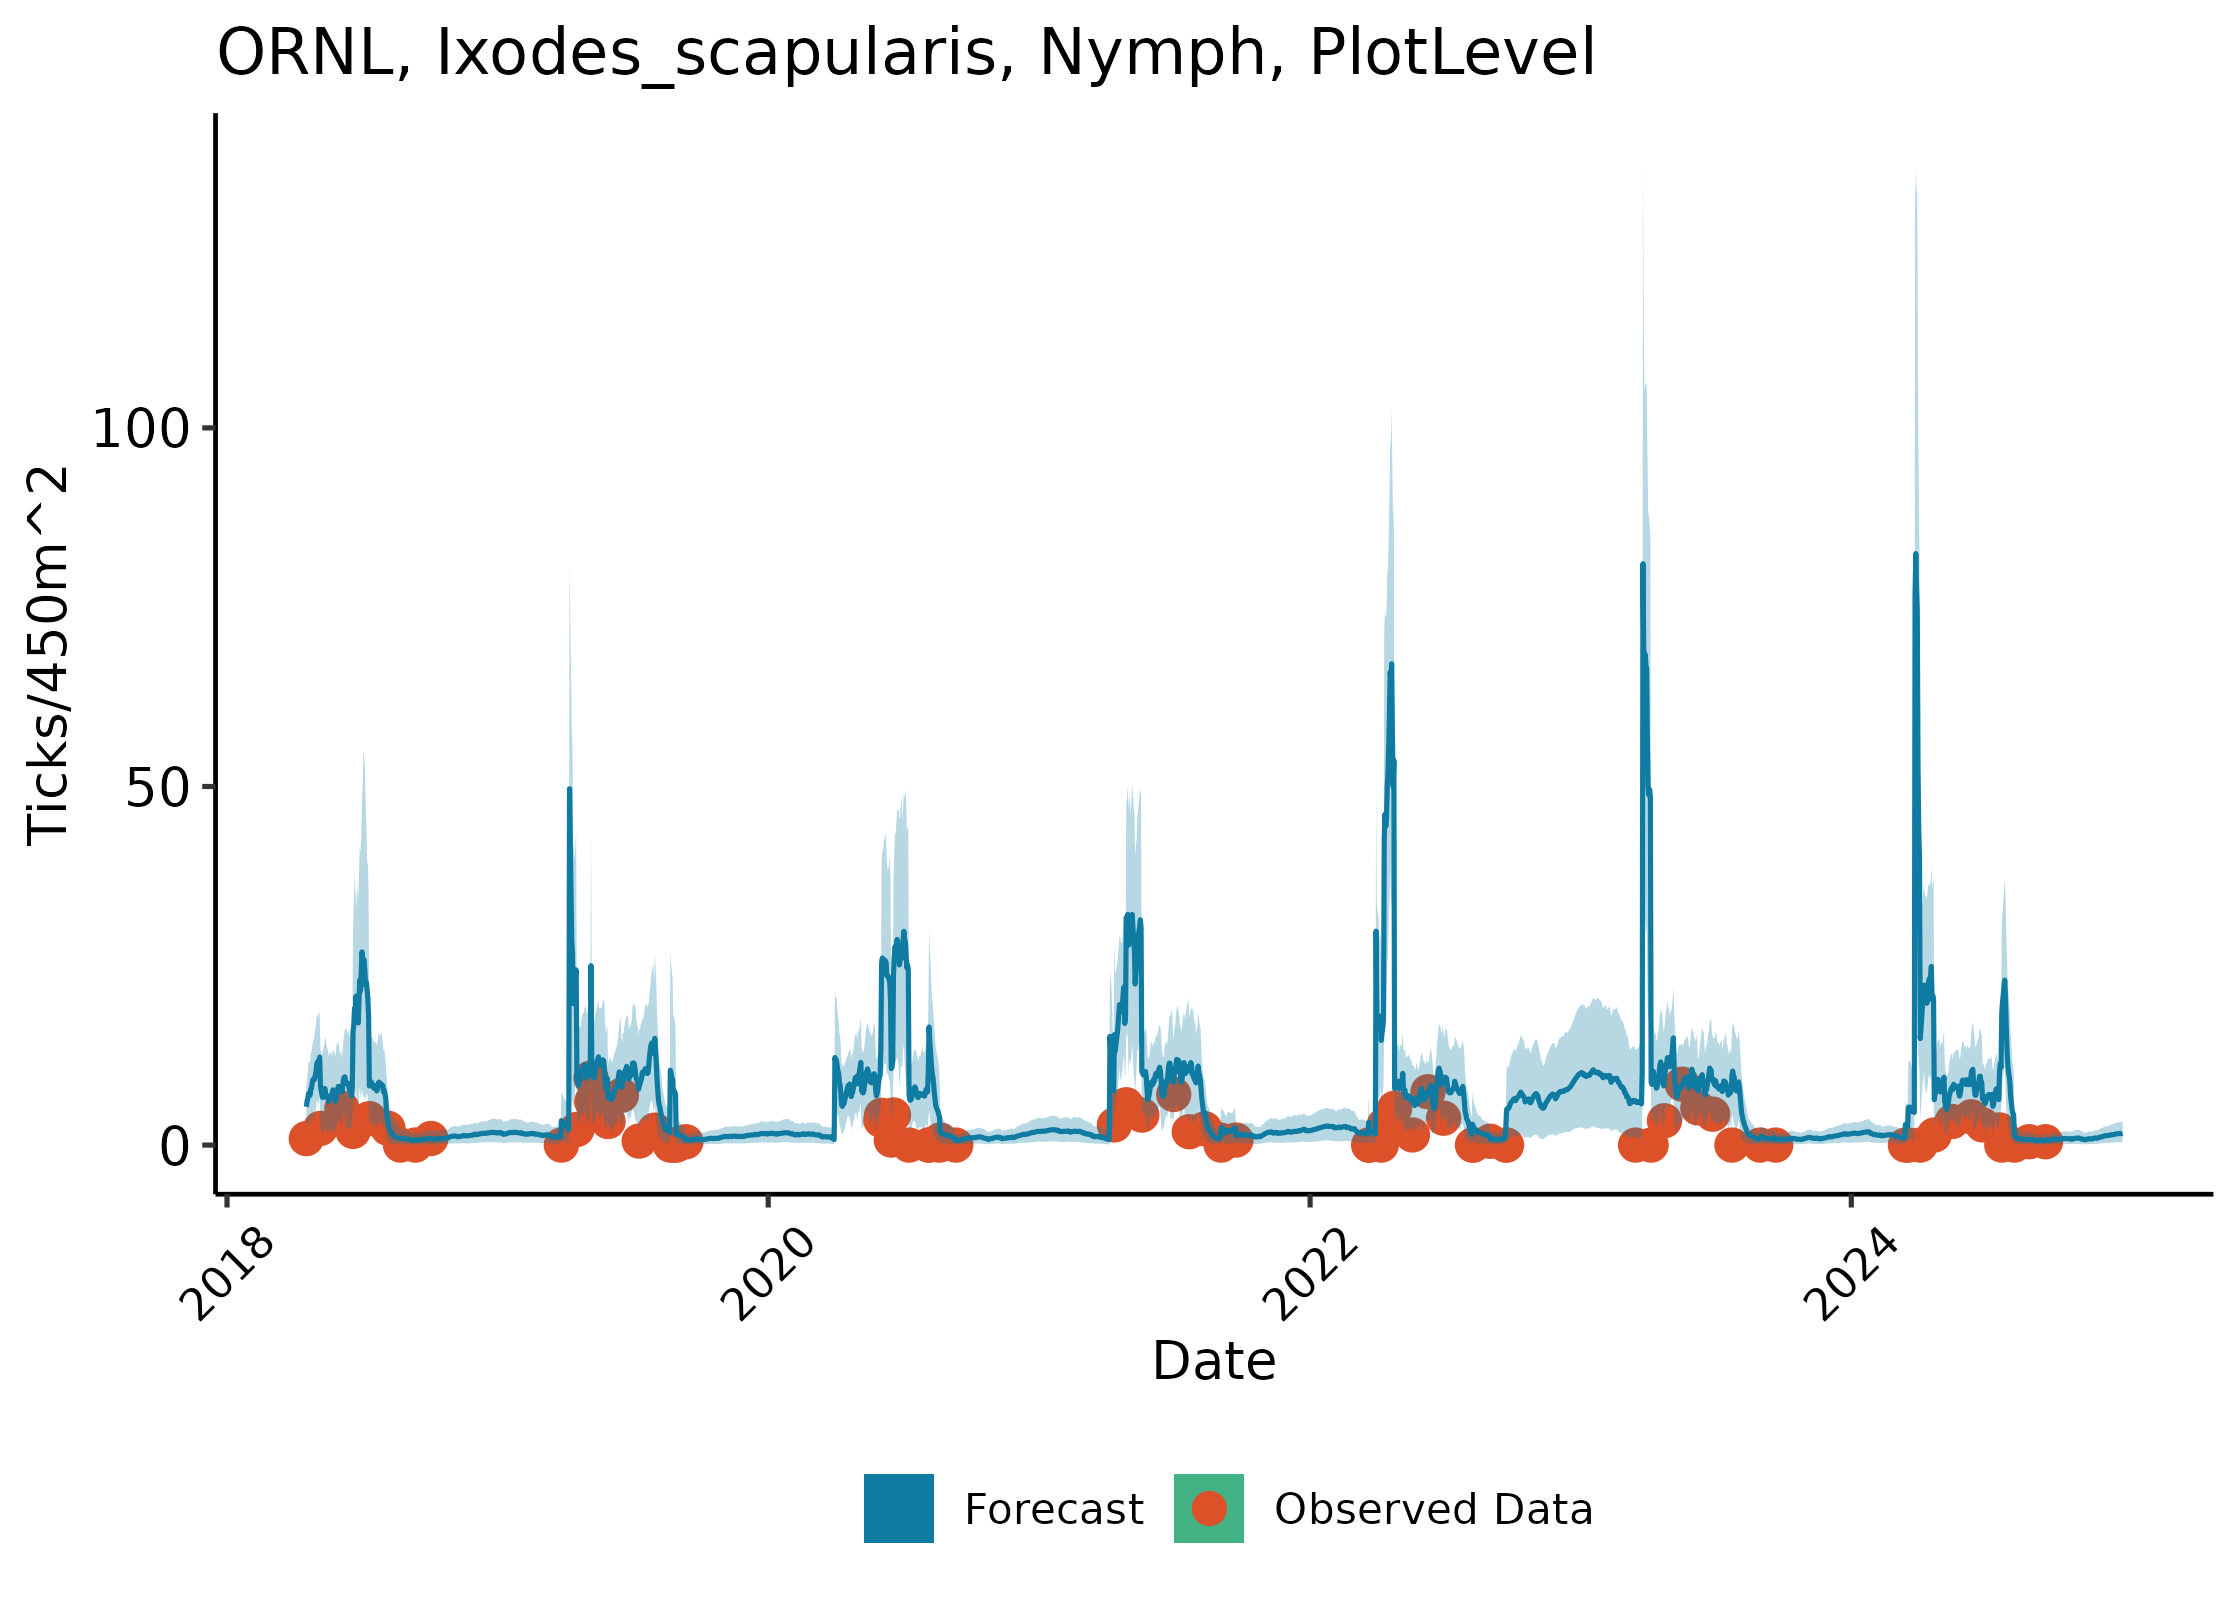 ORNL, Ixodes_scapularis, Nymph, PlotLevel
Ticks/450m^2
100
50
0
2018
2020
2022
2024
Date
Forecast
Observed Data